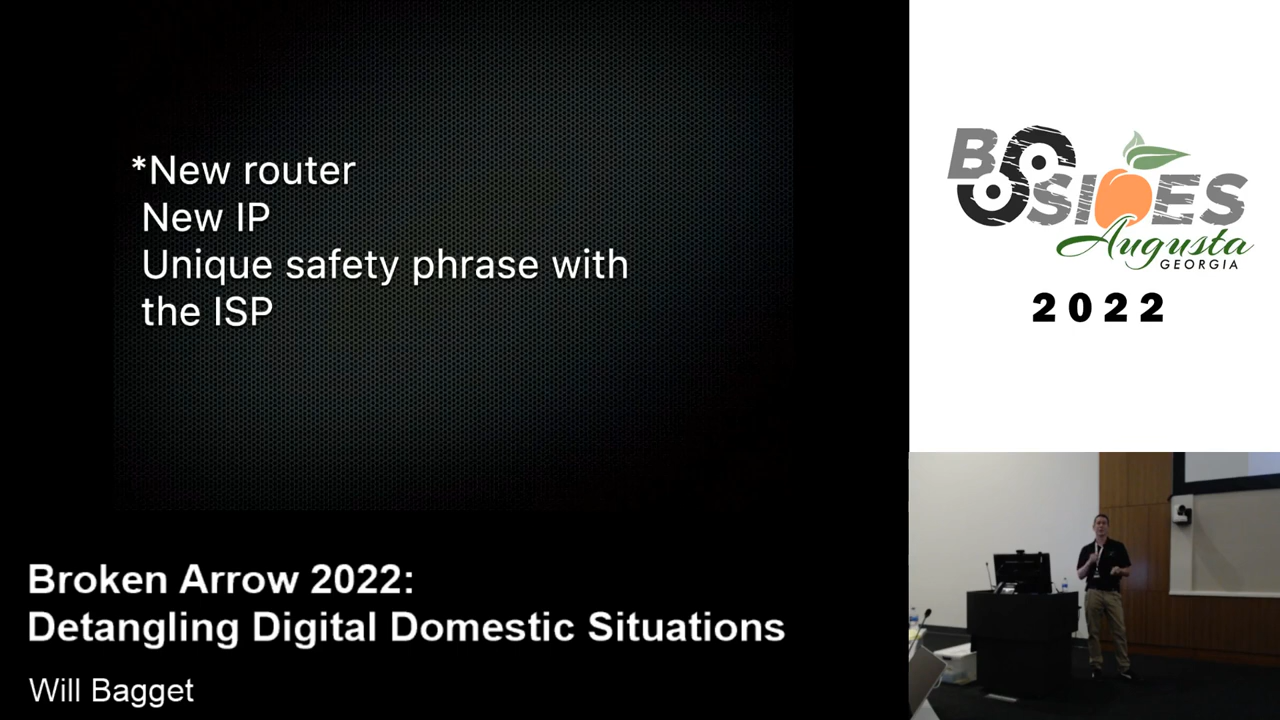 *New router
New IP
Unique safety phrase with
the ISP
BSIDES
Augusta
GEORGIA
2022
Broken Arrow 2022:
Detangling Digital Domestic Situations
Will Bagget